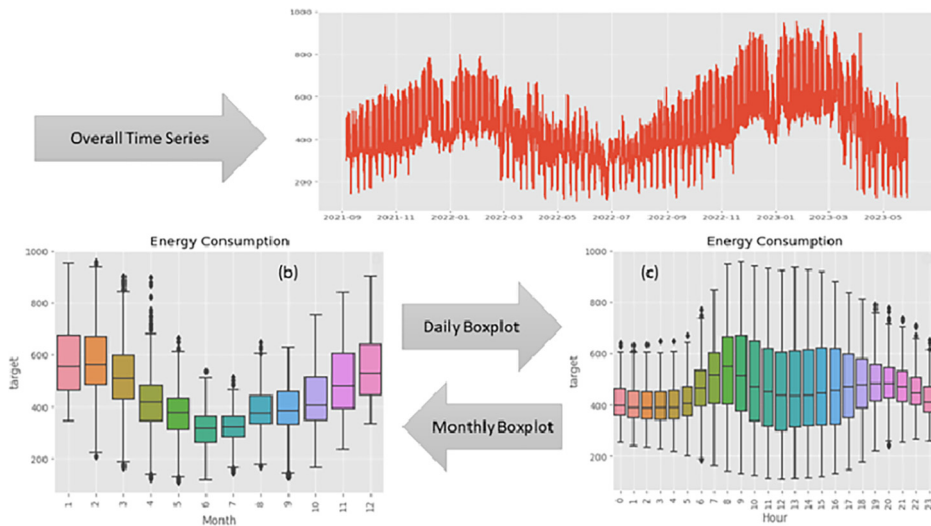 1000
800
600
400
200
2021-09 2021-11 2022-01 2022-03 2022-05 2022-07 2022-09 2022-11 2023-01 2023-03 2023-05
Overall Time Series
Energy Consumption
(b)
1000
800
600
400
200
target
1 2 3 4 5 6 7 8 9 10 11 12
Month
Daily Boxplot
Monthly Boxplot
Energy Consumption
(c)
1000
800
600
400
200
target
0 1 2 3 4 5 6 7 8 9 10 11 12 13 14 15 16 17 18 19 20 21 22 23
Hour